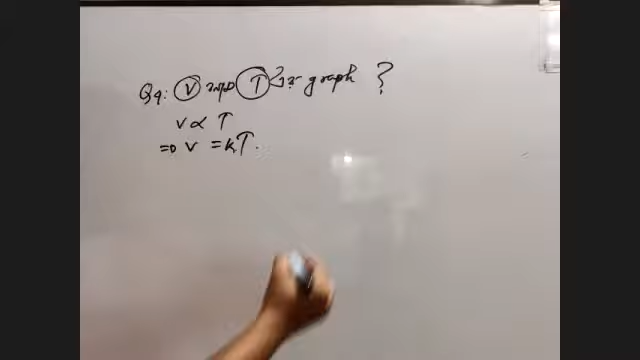 Q4: V T graph ?
V ∝ T
⇒ V = kT.